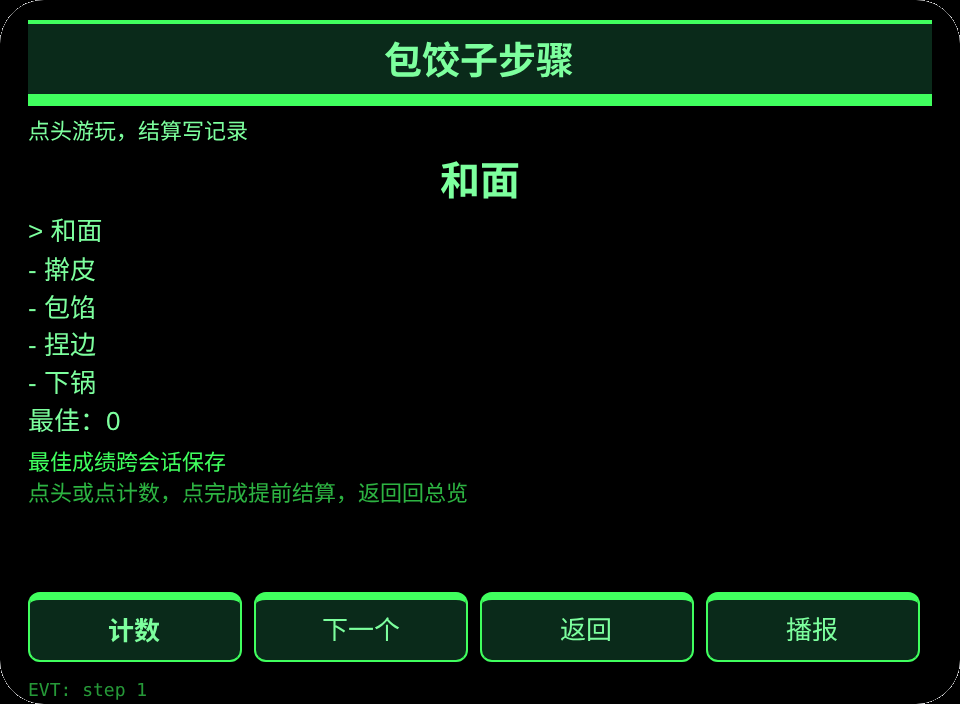 包饺子步骤
点头游玩，结算写记录
和面
> 和面
- 擀皮
- 包馅
- 捏边
- 下锅
最佳：0
最佳成绩跨会话保存
点头或点计数，点完成提前结算，返回回总览
计数
下一个
返回
播报
EVT: step 1